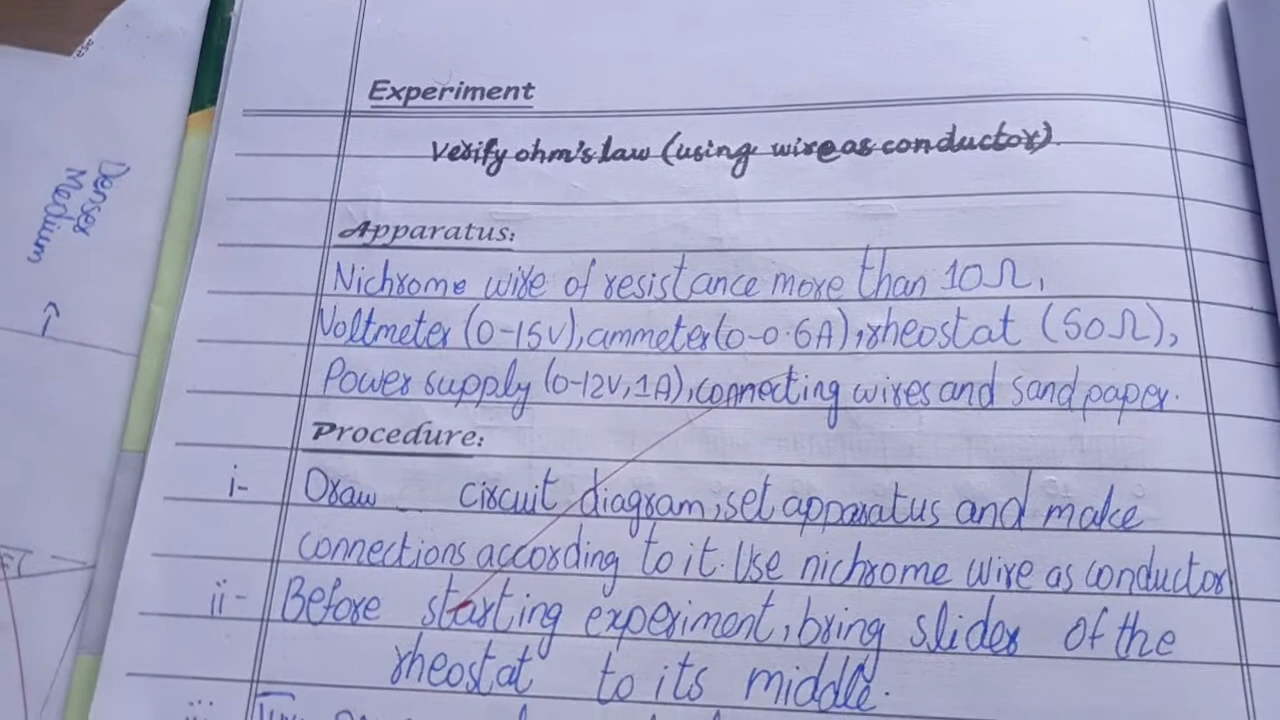 Experiment
Verify ohm's law (using wire as conductor).
Apparatus:
Nichrome wire of resistance more than 10Ω,
Voltmeter (0-15V), ammeter (0-0.6A), rheostat (50Ω),
Power supply (0-12V, 1A), connecting wires and sand paper.
Procedure:
i- Draw circuit diagram, set apparatus and make
connections according to it. Use nichrome wire as conductor
ii- Before starting experiment, bring slider of the
rheostat to its middle.
iii
Denser
Medium